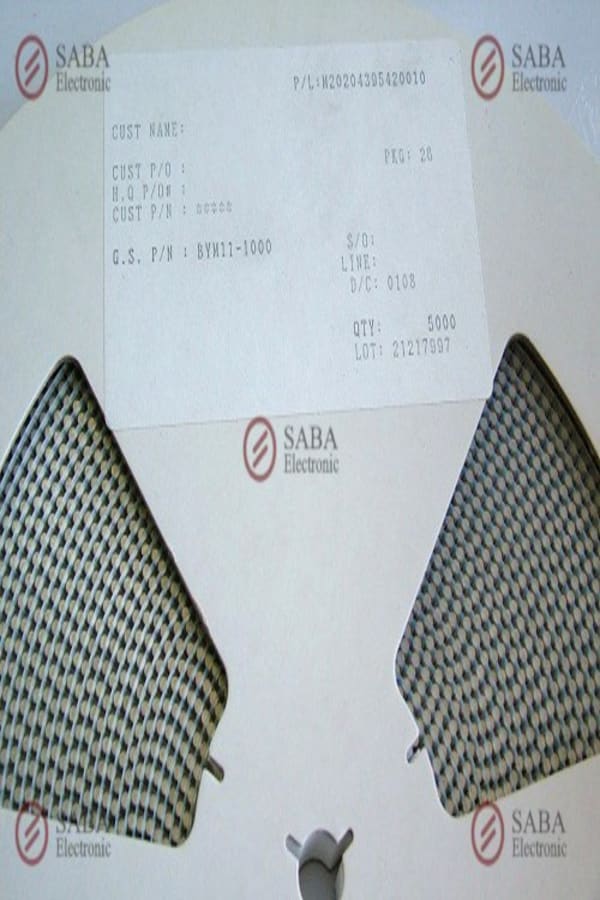 SABA
Electronic
SABA
Electronic
P/L:N20204395420010
CUST NAME:
PKG: 26
CUST P/O :
H.Q P/O# :
CUST P/N : *****
G.S. P/N : BYM11-1000
S/O:
LINE:
D/C: 0108
QTY: 5000
LOT: 21217997
SABA
Electronic
SABA
Electronic
SABA
Electronic